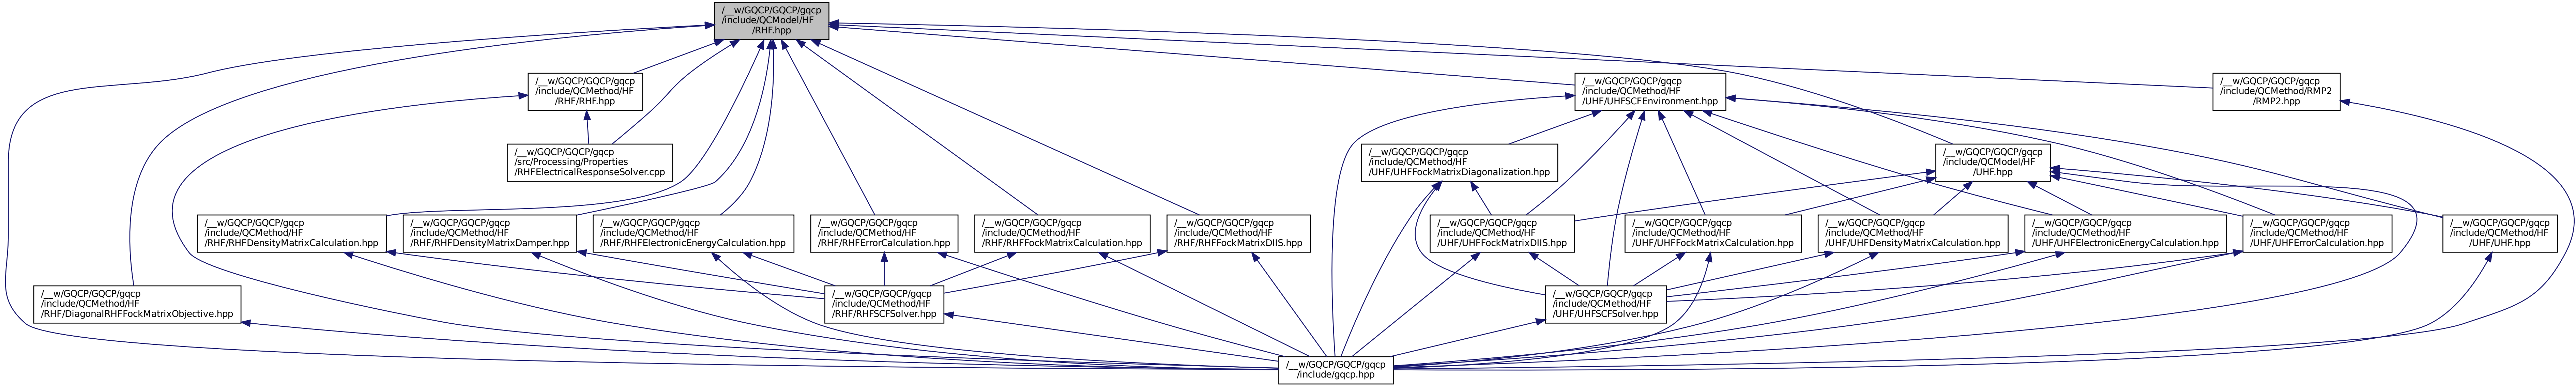 /__w/GQCP/GQCP/gqcp
/include/QCModel/HF
/RHF.hpp
/__w/GQCP/GQCP/gqcp
/include/QCMethod/HF
/RHF/RHF.hpp
/__w/GQCP/GQCP/gqcp
/include/QCMethod/HF
/UHF/UHFSCFEnvironment.hpp
/__w/GQCP/GQCP/gqcp
/include/QCMethod/RMP2
/RMP2.hpp
/__w/GQCP/GQCP/gqcp
/src/Processing/Properties
/RHFElectricalResponseSolver.cpp
/__w/GQCP/GQCP/gqcp
/include/QCMethod/HF
/UHF/UHFFockMatrixDiagonalization.hpp
/__w/GQCP/GQCP/gqcp
/include/QCModel/HF
/UHF.hpp
/__w/GQCP/GQCP/gqcp
/include/QCMethod/HF
/RHF/RHFDensityMatrixCalculation.hpp
/__w/GQCP/GQCP/gqcp
/include/QCMethod/HF
/RHF/RHFDensityMatrixDamper.hpp
/__w/GQCP/GQCP/gqcp
/include/QCMethod/HF
/RHF/RHFElectronicEnergyCalculation.hpp
/__w/GQCP/GQCP/gqcp
/include/QCMethod/HF
/RHF/RHFErrorCalculation.hpp
/__w/GQCP/GQCP/gqcp
/include/QCMethod/HF
/RHF/RHFFockMatrixCalculation.hpp
/__w/GQCP/GQCP/gqcp
/include/QCMethod/HF
/RHF/RHFFockMatrixDIIS.hpp
/__w/GQCP/GQCP/gqcp
/include/QCMethod/HF
/UHF/UHFFockMatrixDIIS.hpp
/__w/GQCP/GQCP/gqcp
/include/QCMethod/HF
/UHF/UHFFockMatrixCalculation.hpp
/__w/GQCP/GQCP/gqcp
/include/QCMethod/HF
/UHF/UHFDensityMatrixCalculation.hpp
/__w/GQCP/GQCP/gqcp
/include/QCMethod/HF
/UHF/UHFElectronicEnergyCalculation.hpp
/__w/GQCP/GQCP/gqcp
/include/QCMethod/HF
/UHF/UHFErrorCalculation.hpp
/__w/GQCP/GQCP/gqcp
/include/QCMethod/HF
/UHF/UHF.hpp
/__w/GQCP/GQCP/gqcp
/include/QCMethod/HF
/RHF/DiagonalRHFFockMatrixObjective.hpp
/__w/GQCP/GQCP/gqcp
/include/QCMethod/HF
/RHF/RHFSCFSolver.hpp
/__w/GQCP/GQCP/gqcp
/include/QCMethod/HF
/UHF/UHFSCFSolver.hpp
/__w/GQCP/GQCP/gqcp
/include/gqcp.hpp